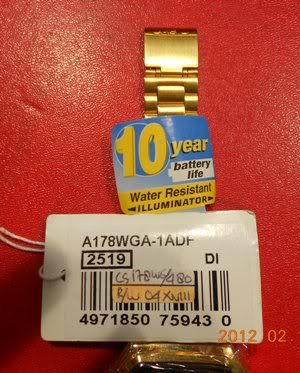 10 year
battery
life
Water Resistant
ILLUMINATOR
A178WGA-1ADF
2519 DI
4971850 75943 0
2012.02.